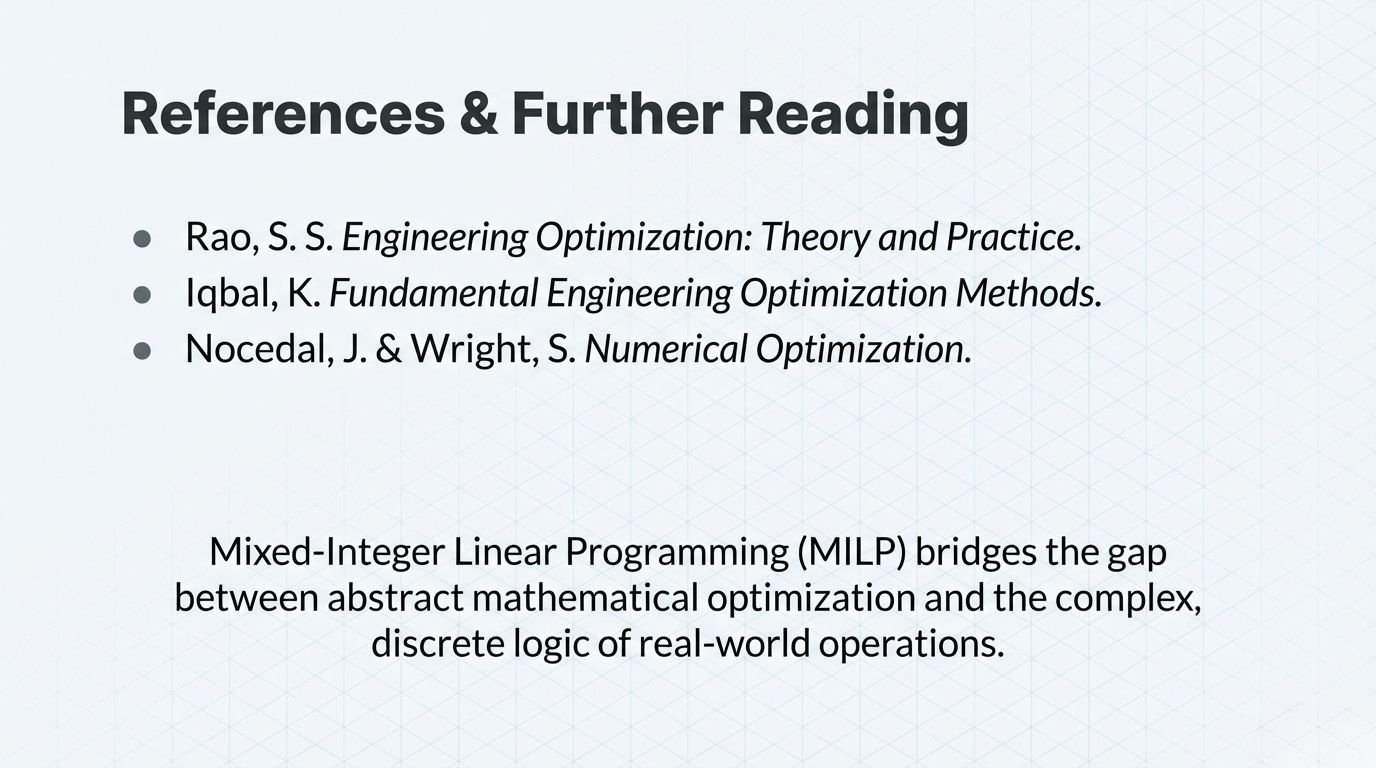 References & Further Reading
● Rao, S. S. Engineering Optimization: Theory and Practice.
● Iqbal, K. Fundamental Engineering Optimization Methods.
● Nocedal, J. & Wright, S. Numerical Optimization.
Mixed-Integer Linear Programming (MILP) bridges the gap
between abstract mathematical optimization and the complex,
discrete logic of real-world operations.